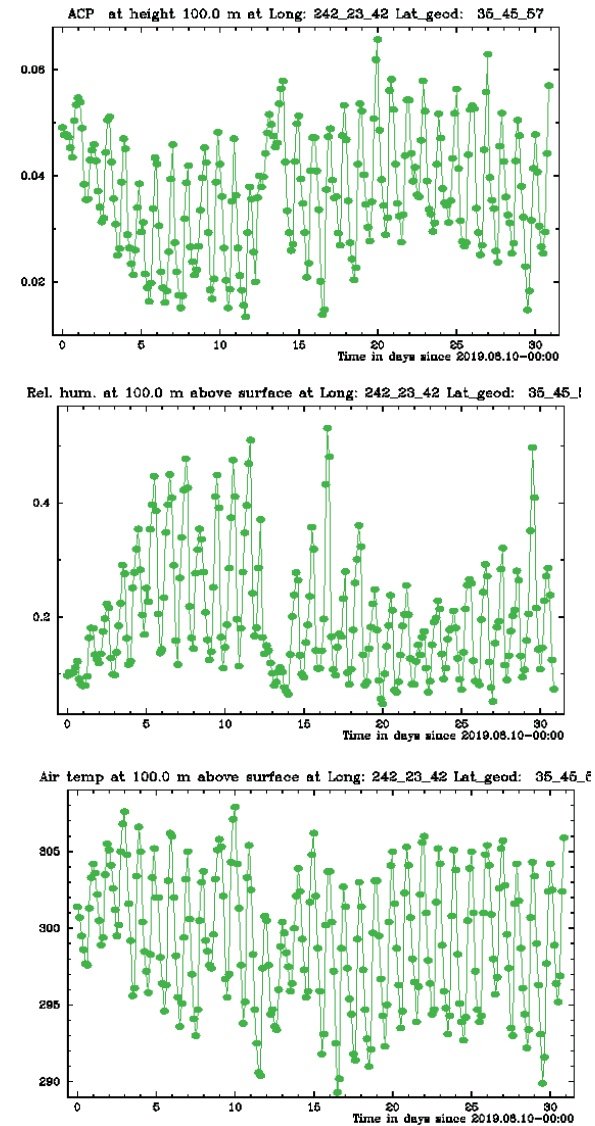 ACP at height 100.0 m at Long: 242_23_42 Lat_geod: 35_45_57
0.06
0.04
0.02
0 5 10 15 20 25 30
Time in days since 2019.08.10-00:00
Rel. hum. at 100.0 m above surface at Long: 242_23_42 Lat_geod: 35_45_
0.4
0.2
0 5 10 15 20 25 30
Time in days since 2019.08.10-00:00
Air temp at 100.0 m above surface at Long: 242_23_42 Lat_geod: 35_45_5
305
300
295
290
0 5 10 15 20 25 30
Time in days since 2019.08.10-00:00